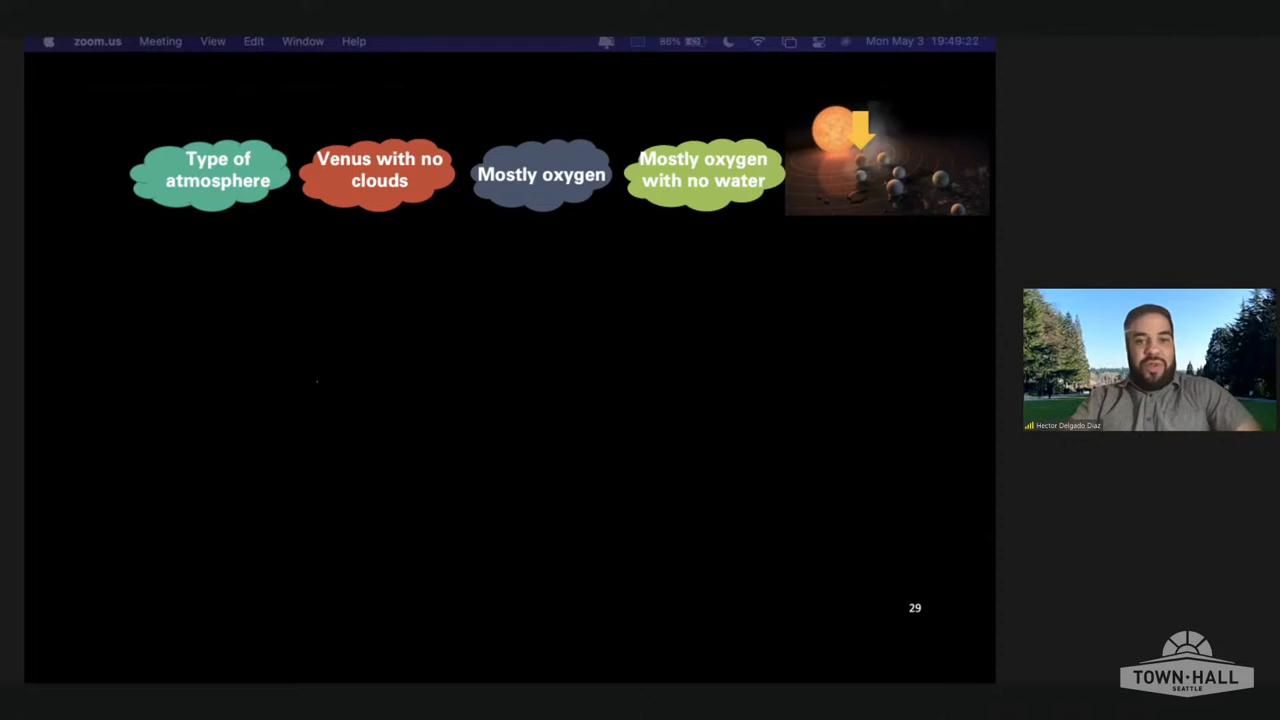 zoom.us Meeting View Edit Window Help 86% Mon May 3 19:49:22
Type of
atmosphere
Venus with no
clouds
Mostly oxygen
Mostly oxygen
with no water
Hector Delgado Diaz
29
TOWN·HALL
SEATTLE